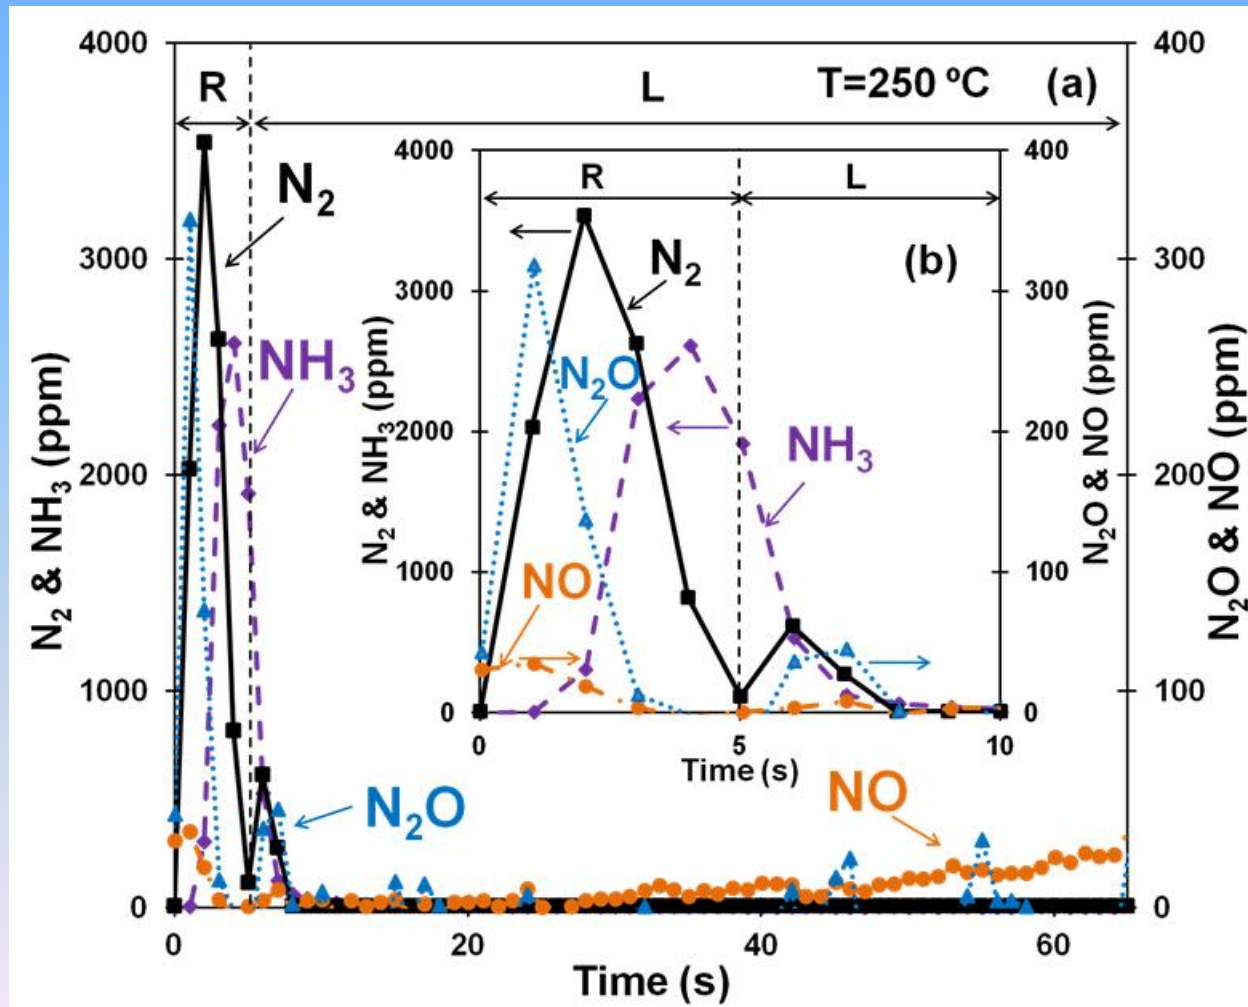 4000
3000
2000
1000
0
N₂ & NH₃ (ppm)
R
L
T=250 ºC
(a)
N₂
NH₃
N₂O
NO
400
300
200
100
0
N₂O & NO (ppm)
0
20
40
60
Time (s)
4000
3000
2000
1000
0
N₂ & NH₃ (ppm)
R
L
(b)
N₂
N₂O
NH₃
NO
400
300
200
100
0
N₂O & NO (ppm)
0
5
10
Time (s)